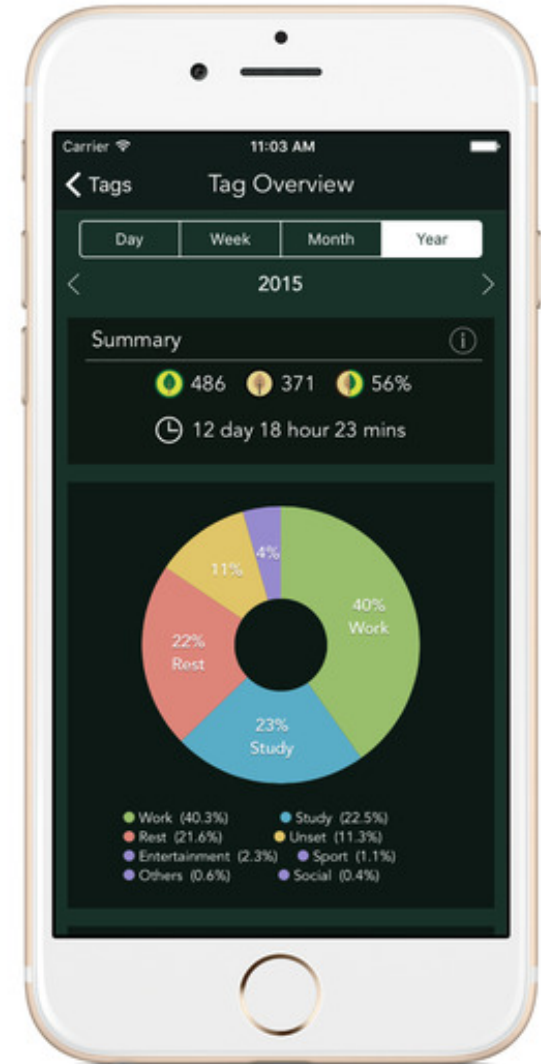 Carrier 11:03 AM
Tags Tag Overview
Day Week Month Year
2015
Summary
486 371 56%
12 day 18 hour 23 mins
4%
11%
40%
Work
22%
Rest
23%
Study
Work (40.3%) Study (22.5%)
Rest (21.6%) Unset (11.3%)
Entertainment (2.3%) Sport (1.1%)
Others (0.6%) Social (0.4%)